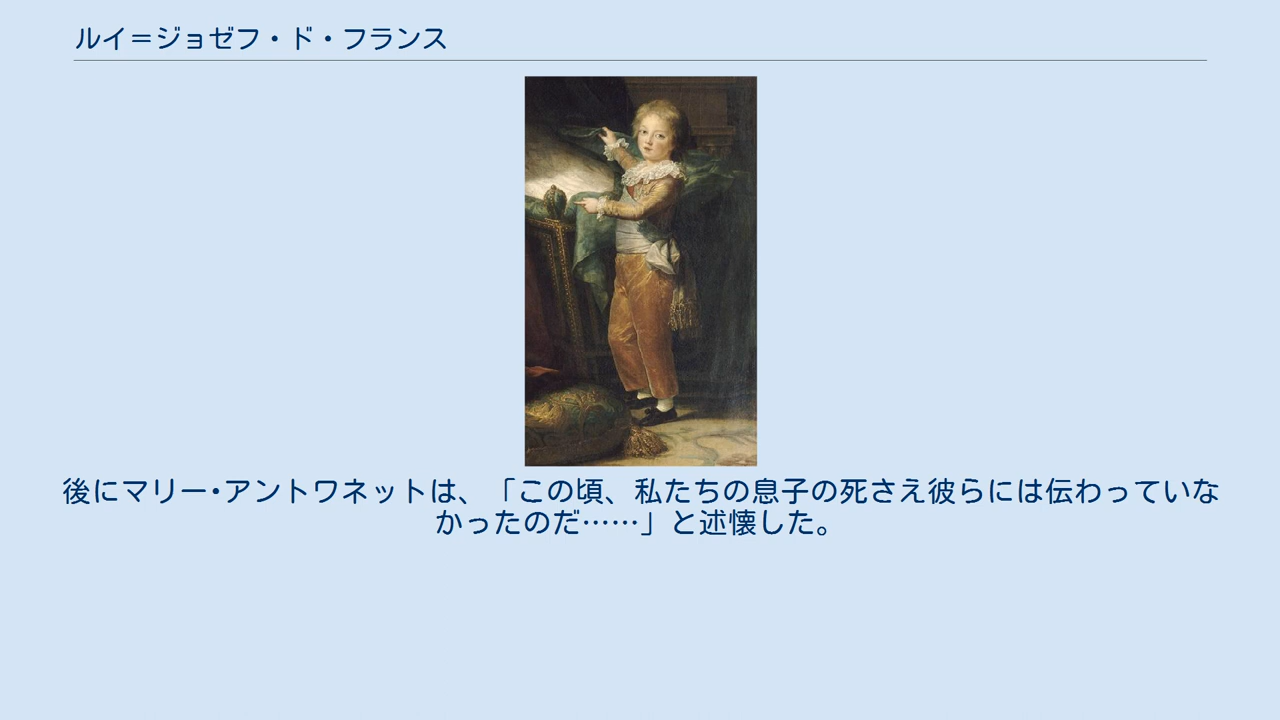 ルイ＝ジョゼフ・ド・フランス
後にマリー・アントワネットは、「この頃、私たちの息子の死さえ彼らには伝わっていな
かったのだ……」と述懐した。